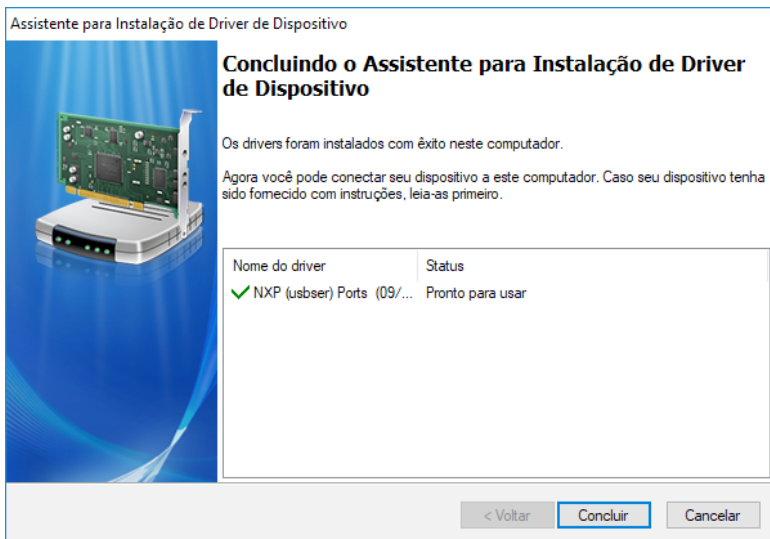 Assistente para Instalação de Driver de Dispositivo
Concluindo o Assistente para Instalação de Driver
de Dispositivo
Os drivers foram instalados com êxito neste computador.
Agora você pode conectar seu dispositivo a este computador. Caso seu dispositivo tenha
sido fornecido com instruções, leia-as primeiro.
Nome do driver Status
NXP (usbser) Ports (09/... Pronto para usar
< Voltar Concluir Cancelar